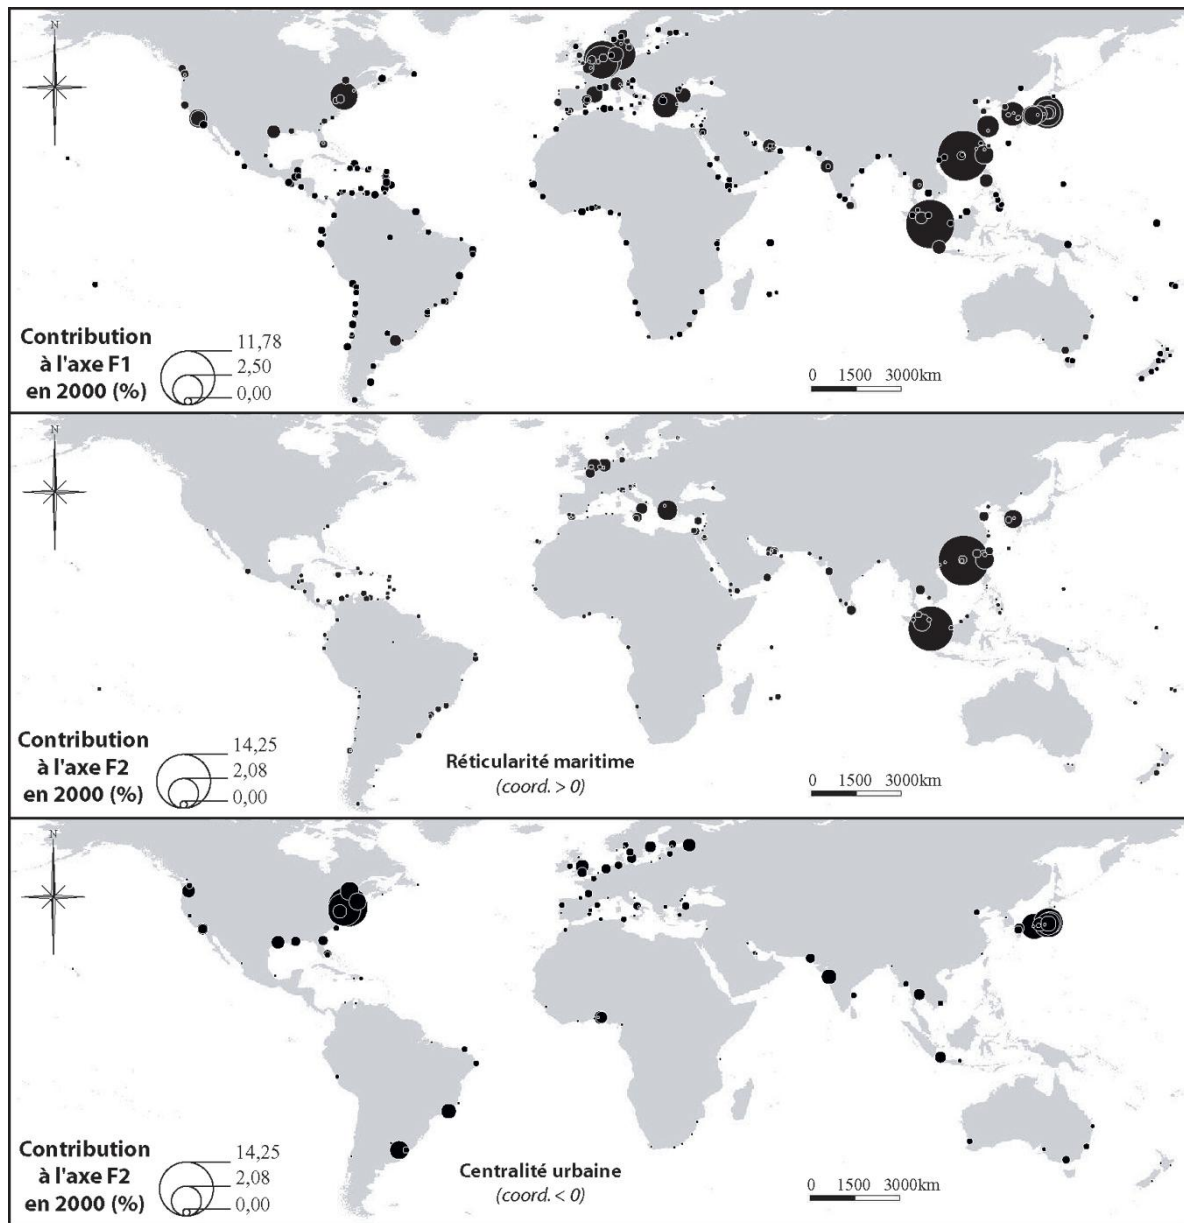 N
Contribution
à l'axe F1
en 2000 (%)
11,78
2,50
0,00
0 1500 3000km
N
Contribution
à l'axe F2
en 2000 (%)
14,25
2,08
0,00
Réticularité maritime
(coord. > 0)
0 1500 3000km
N
Contribution
à l'axe F2
en 2000 (%)
14,25
2,08
0,00
Centralité urbaine
(coord. < 0)
0 1500 3000km